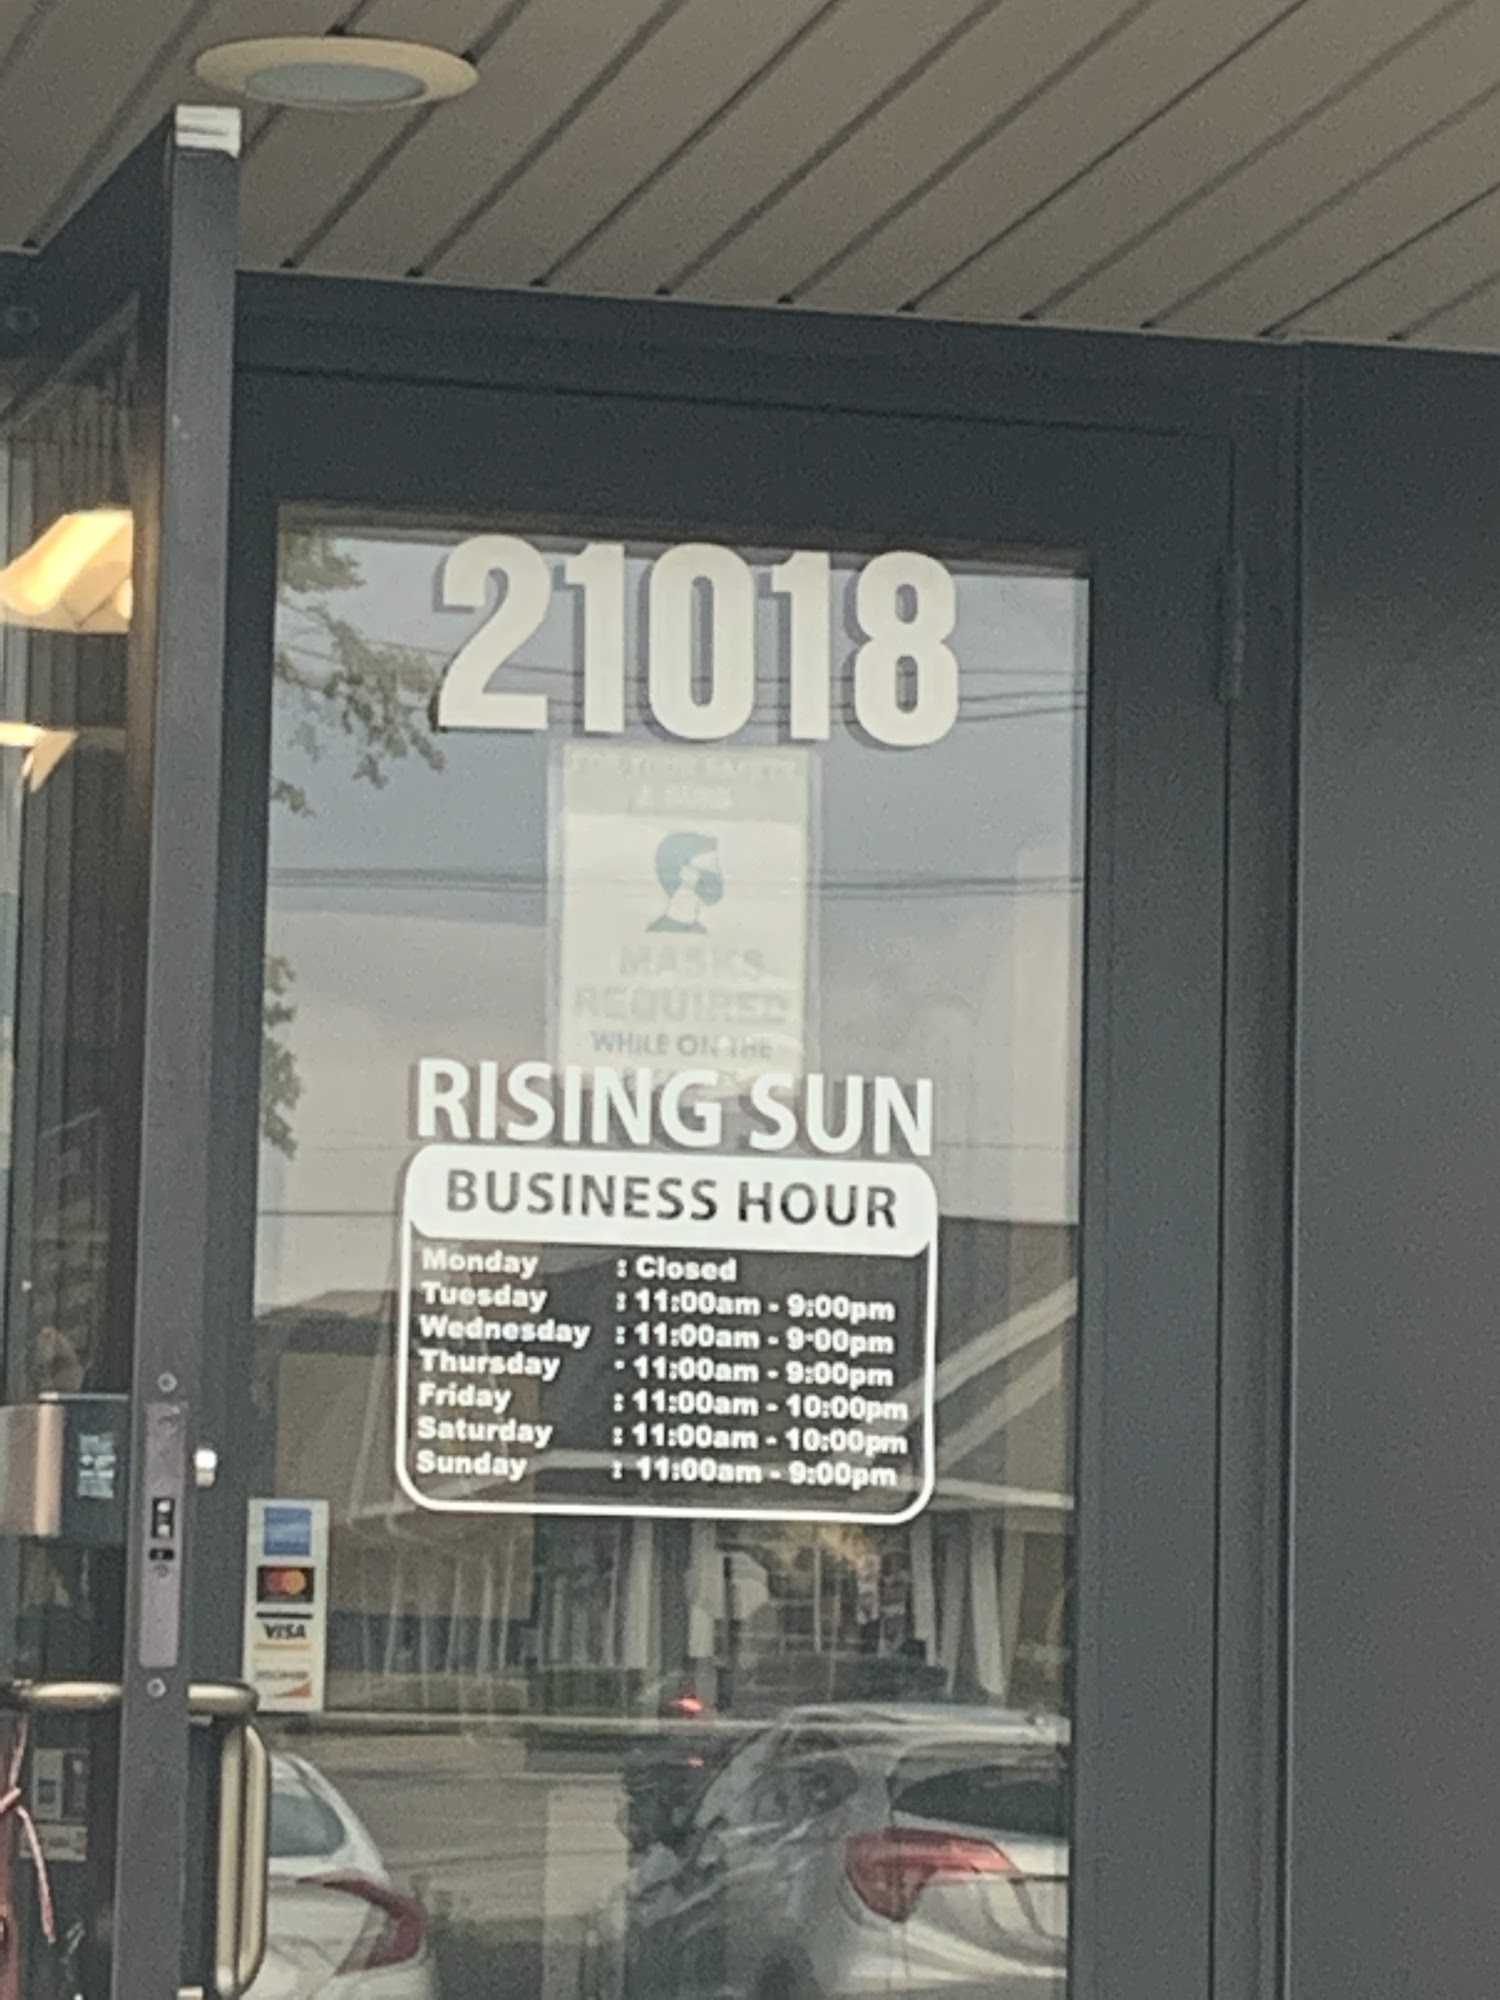 21018
MASKS
REQUIRED
WHILE ON THE
RISING SUN
BUSINESS HOUR
Monday : Closed
Tuesday : 11:00am - 9:00pm
Wednesday : 11:00am - 9:00pm
Thursday : 11:00am - 9:00pm
Friday : 11:00am - 10:00pm
Saturday : 11:00am - 10:00pm
Sunday : 11:00am - 9:00pm
VISA